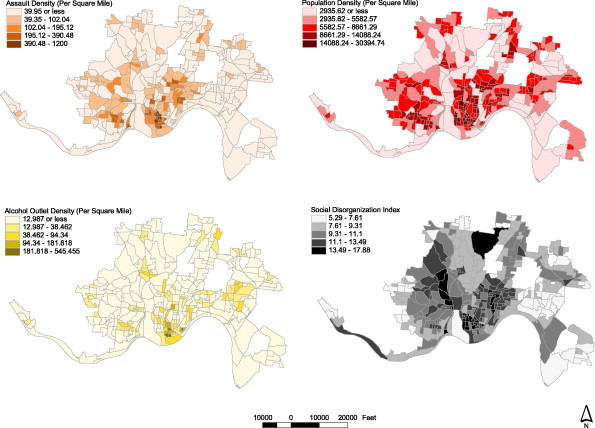 Assault Density (Per Square Mile)
39.95 or less
39.35 - 102.04
102.04 - 195.12
195.12 - 390.48
390.48 - 1200
Population Density (Per Square Mile)
2935.62 or less
2935.62 - 5582.57
5582.57 - 8661.29
8661.29 - 14088.24
14088.24 - 30394.74
Alcohol Outlet Density (Per Square Mile)
12.987 or less
12.987 - 38.462
38.462 - 94.34
94.34 - 181.818
181.818 - 545.455
Social Disorganization Index
5.29 - 7.61
7.61 - 9.31
9.31 - 11.1
11.1 - 13.49
13.49 - 17.88
10000 0 10000 20000 Feet
N